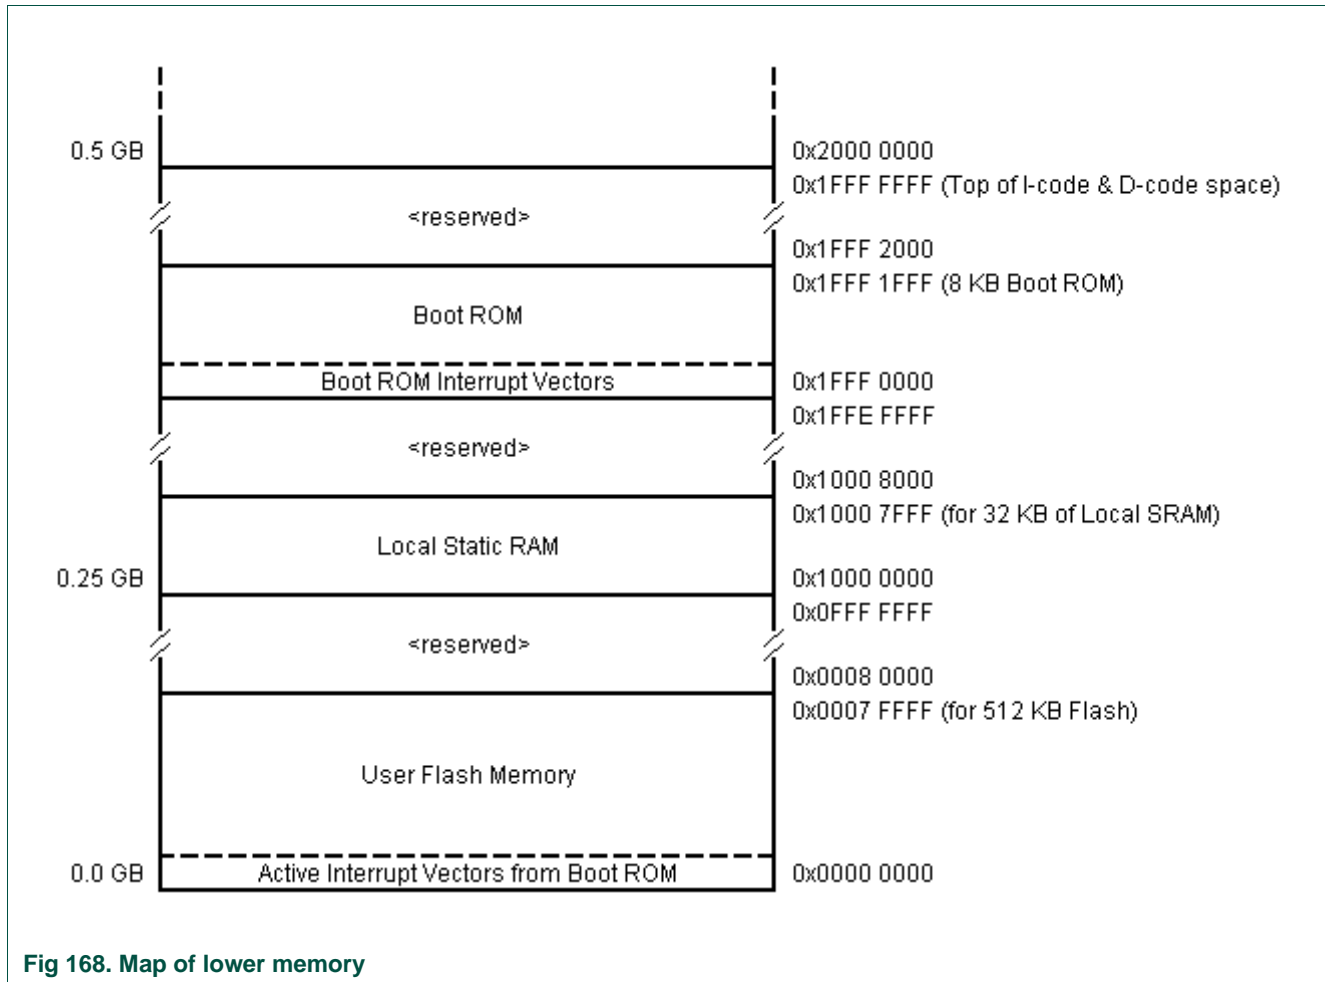 0.5 GB
0x2000 0000
0x1FFF FFFF (Top of I-code & D-code space)
<reserved>
0x1FFF 2000
0x1FFF 1FFF (8 KB Boot ROM)
Boot ROM
Boot ROM Interrupt Vectors
0x1FFF 0000
0x1FFE FFFF
<reserved>
0x1000 8000
0x1000 7FFF (for 32 KB of Local SRAM)
Local Static RAM
0.25 GB
0x1000 0000
0x0FFF FFFF
<reserved>
0x0008 0000
0x0007 FFFF (for 512 KB Flash)
User Flash Memory
0.0 GB
Active Interrupt Vectors from Boot ROM
0x0000 0000
Fig 168. Map of lower memory